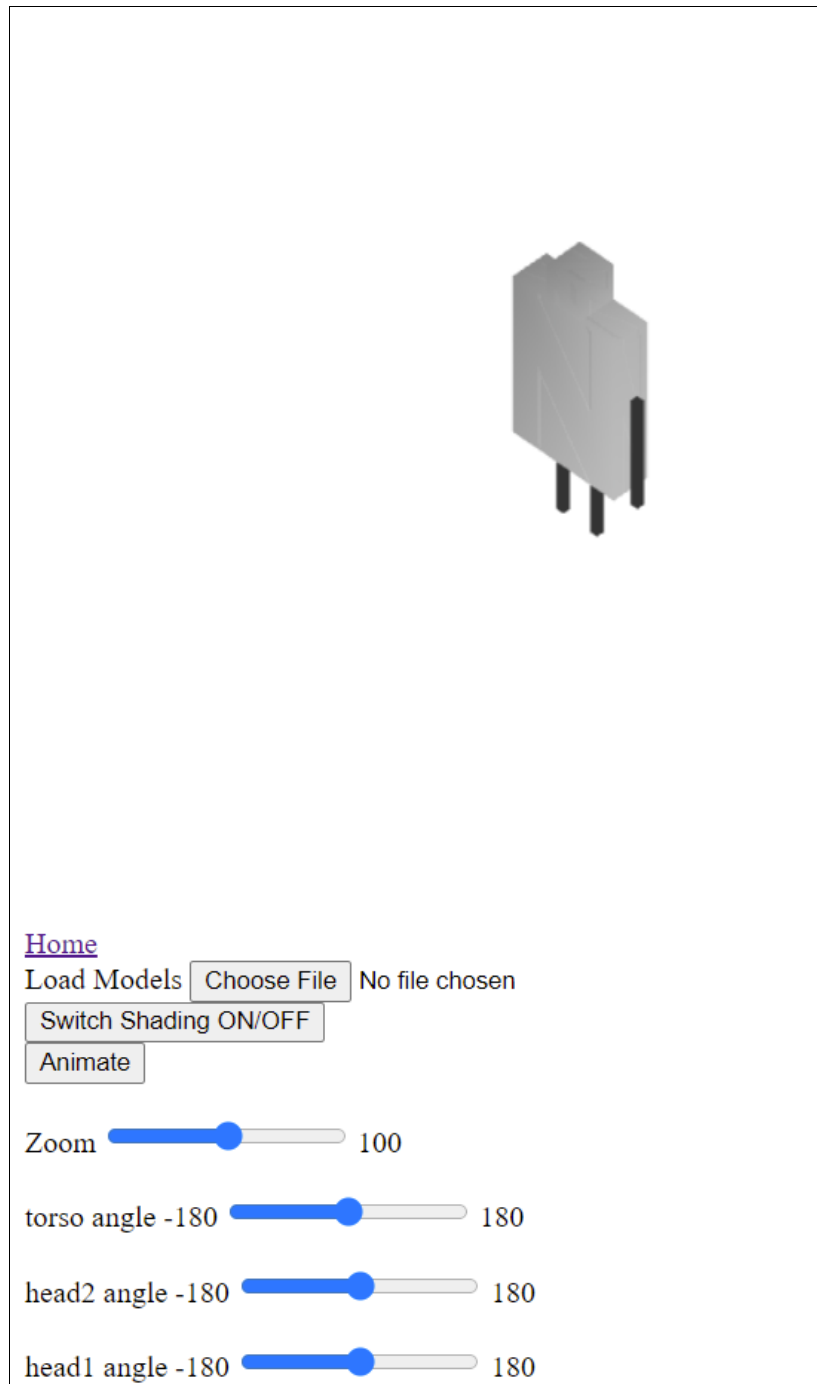 Home
Load Models Choose File No file chosen
Switch Shading ON/OFF
Animate
Zoom 100
torso angle -180 180
head2 angle -180 180
head1 angle -180 180